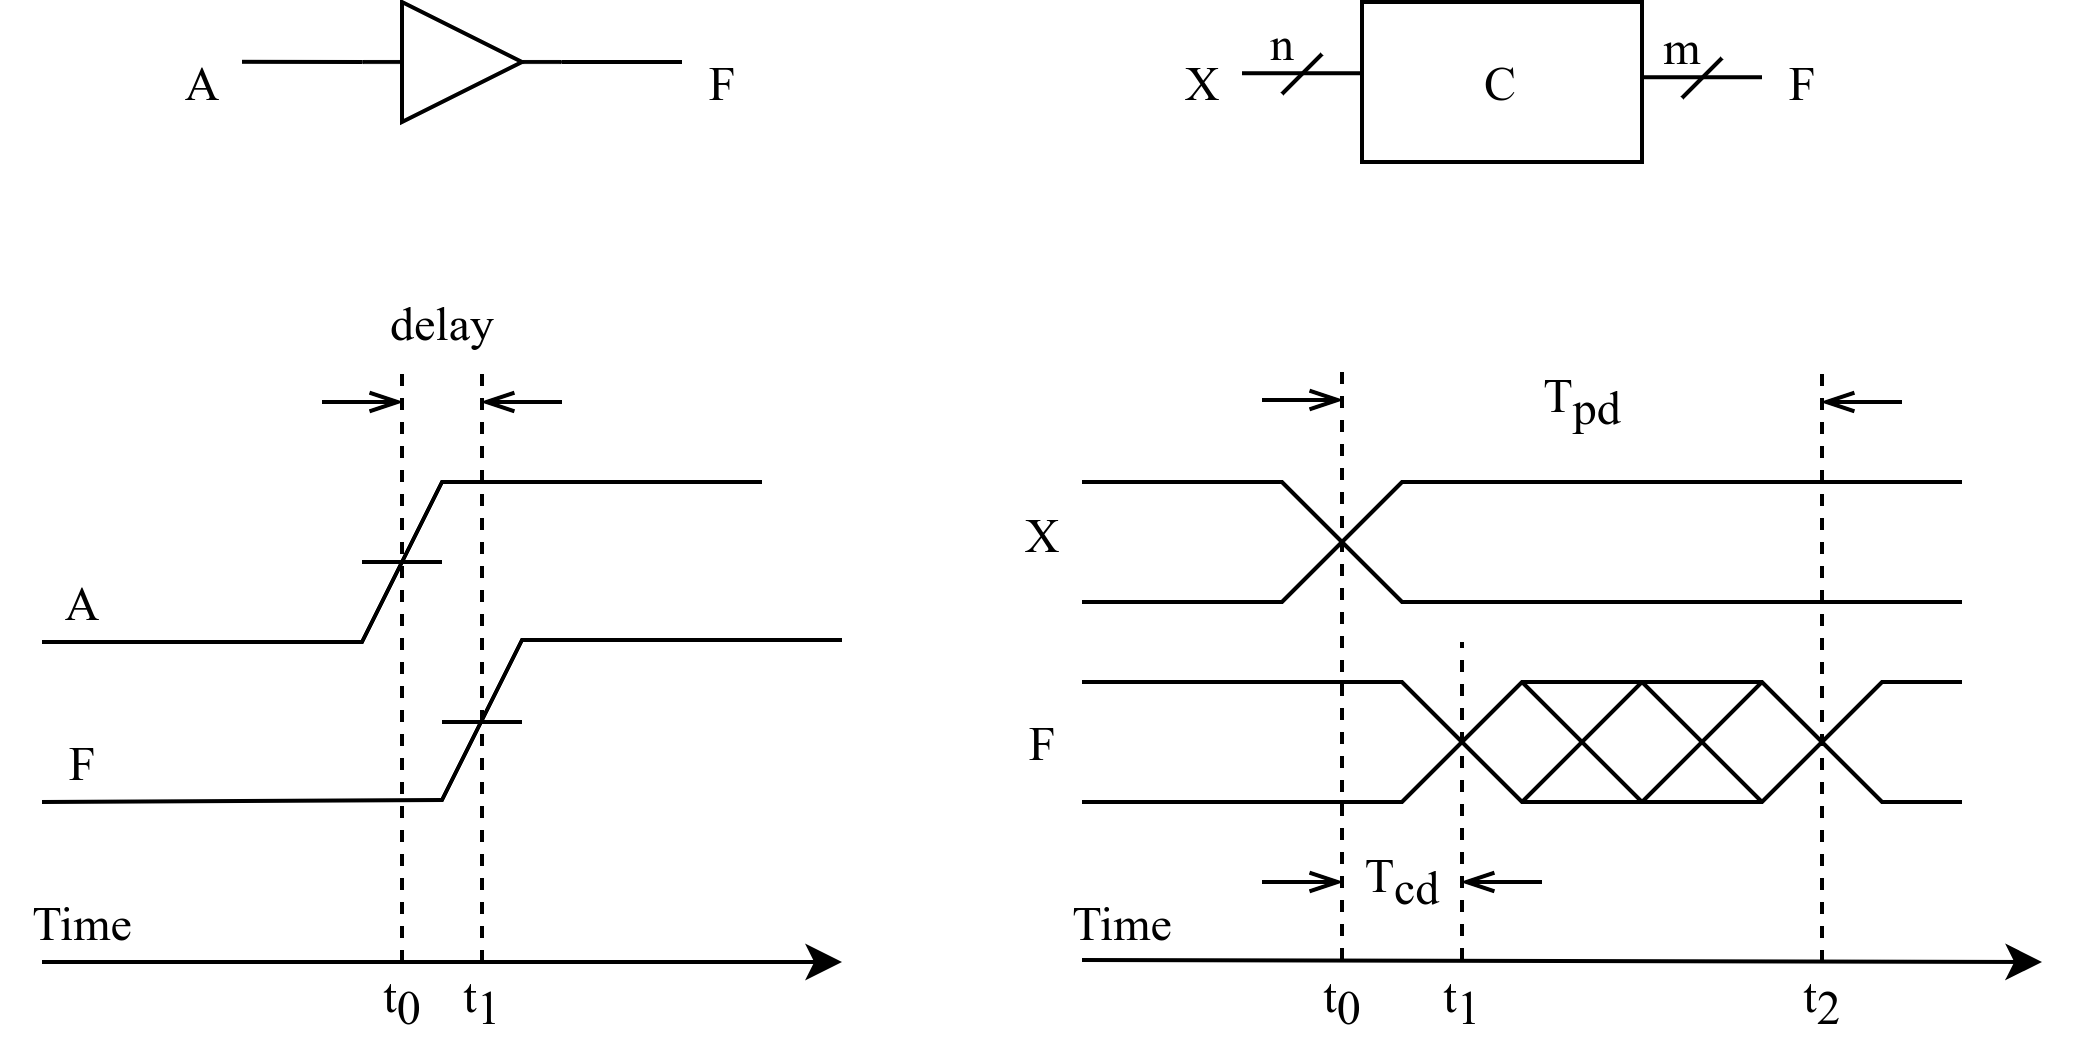 A F
delay
A
F
Time
t0 t1
n m
X C F
Tpd
X
F
Tcd
Time
t0 t1 t2